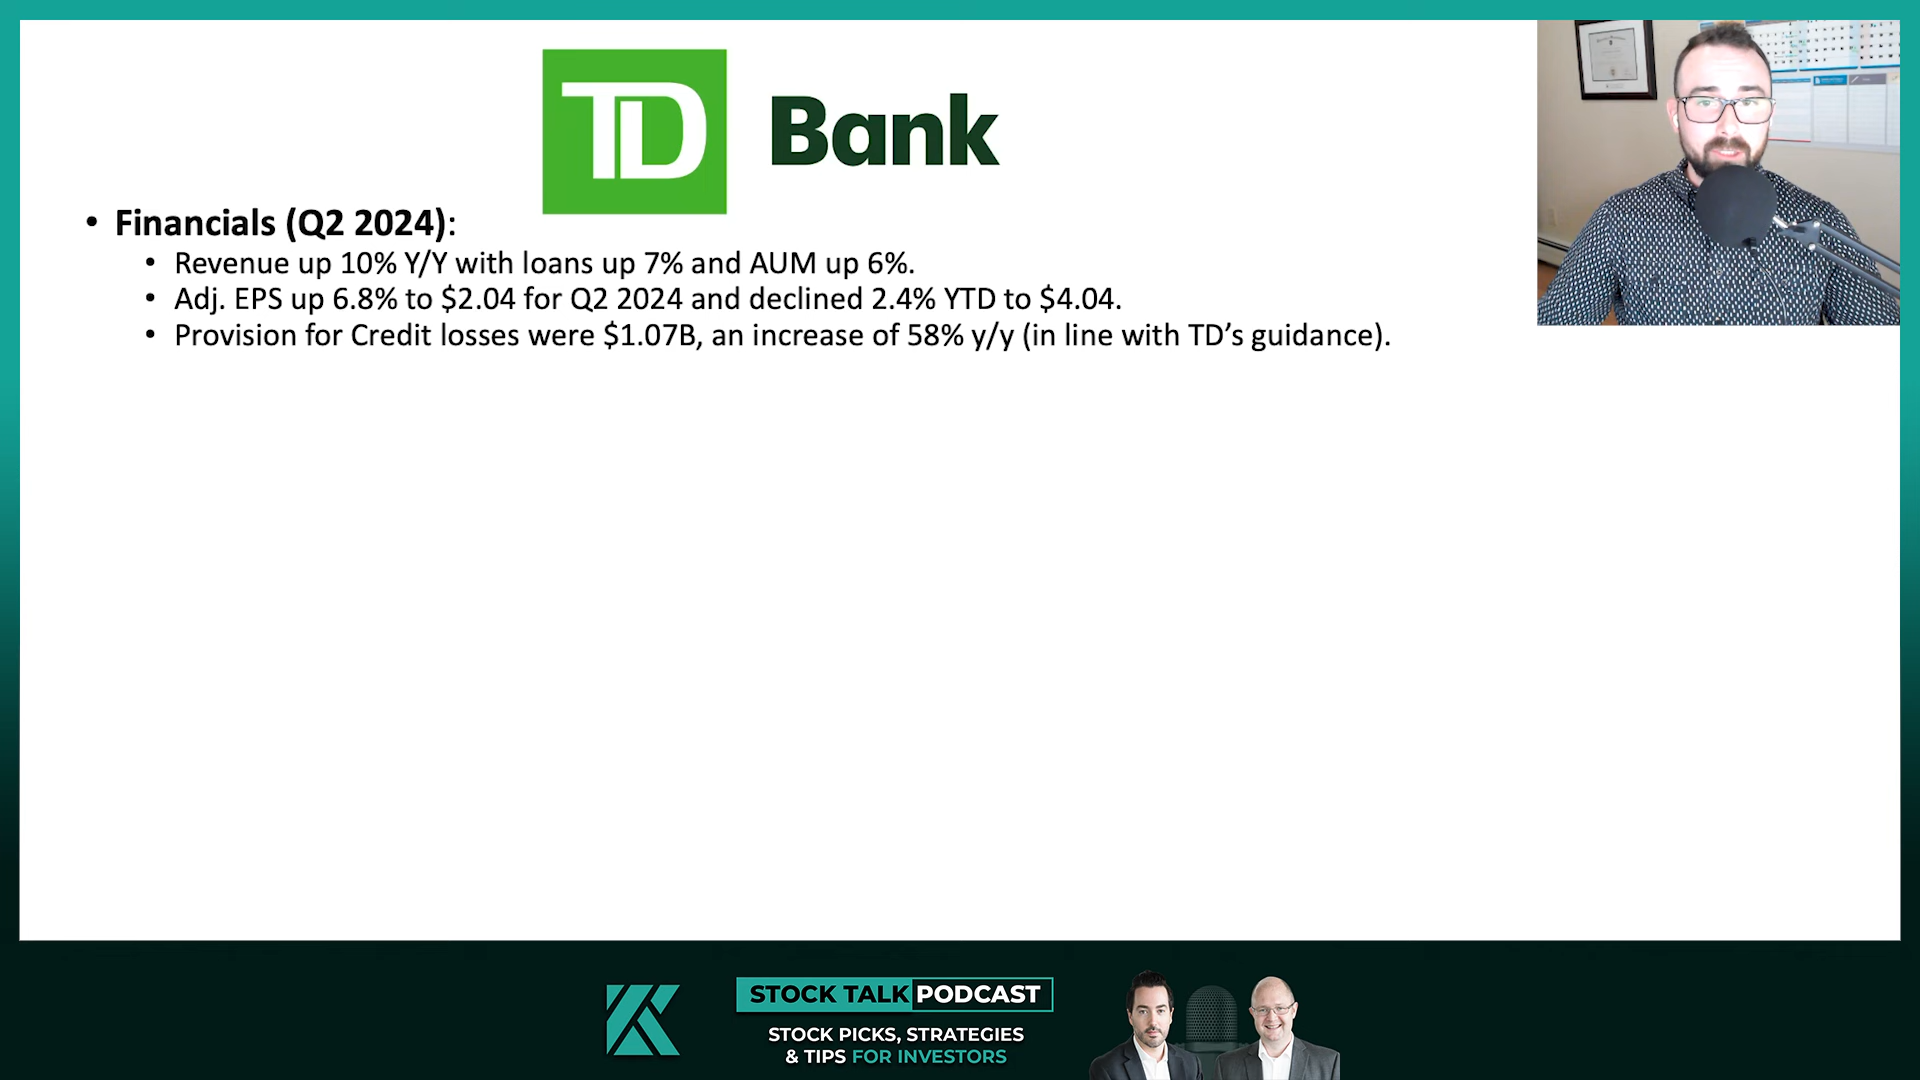 TD Bank
• Financials (Q2 2024):
• Revenue up 10% Y/Y with loans up 7% and AUM up 6%.
• Adj. EPS up 6.8% to $2.04 for Q2 2024 and declined 2.4% YTD to $4.04.
• Provision for Credit losses were $1.07B, an increase of 58% y/y (in line with TD’s guidance).
STOCK TALK PODCAST
STOCK PICKS, STRATEGIES
& TIPS FOR INVESTORS